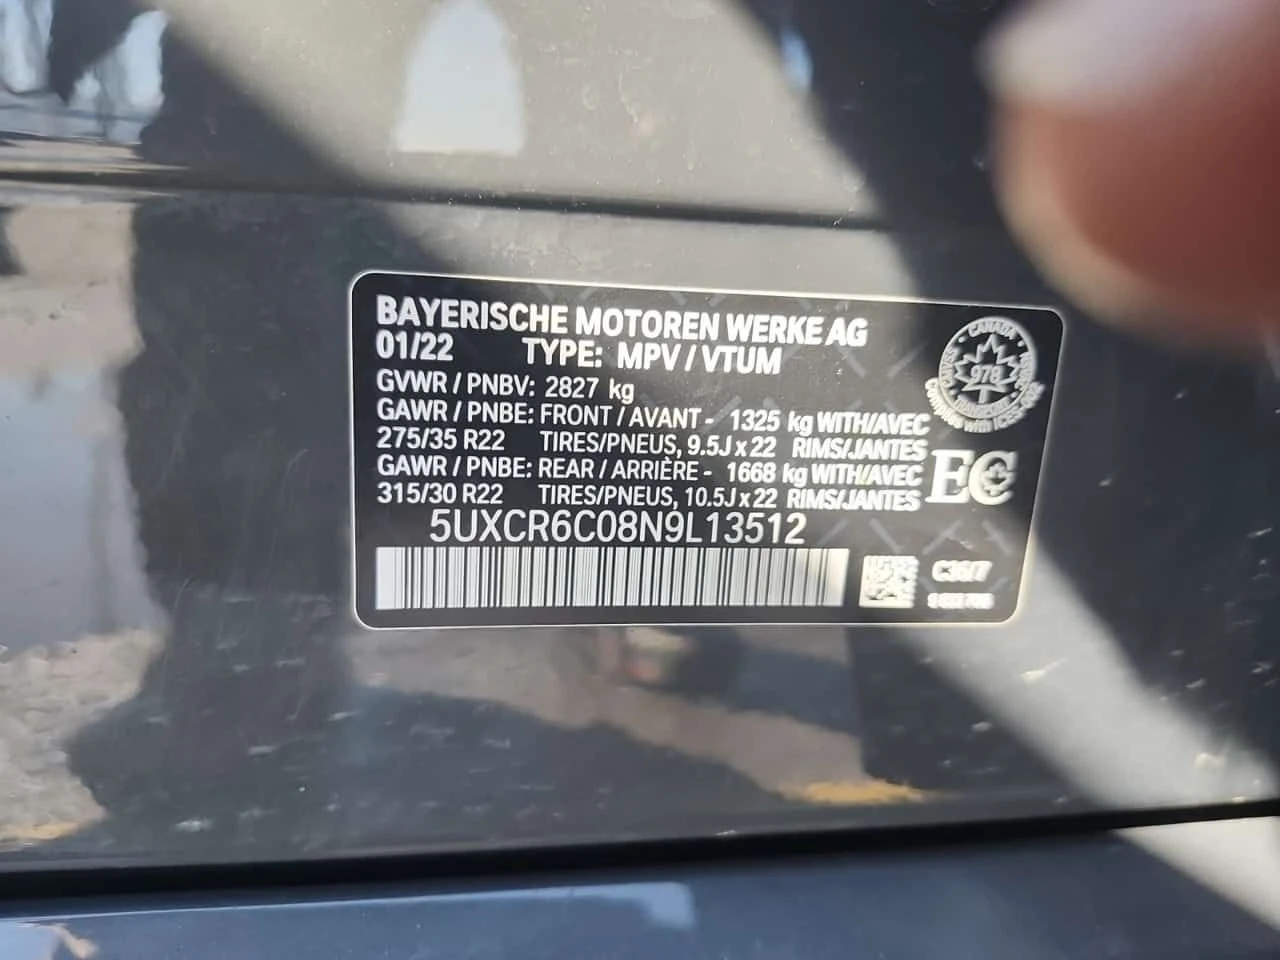 BAYERISCHE MOTOREN WERKE AG
01/22 TYPE: MPV / VTUM
GVWR / PNBV: 2827 kg
GAWR / PNBE: FRONT / AVANT - 1325 kg WITH/AVEC
275/35 R22 TIRES/PNEUS, 9.5J x 22 RIMS/JANTES
GAWR / PNBE: REAR / ARRIÈRE - 1668 kg WITH/AVEC
315/30 R22 TIRES/PNEUS, 10.5J x 22 RIMS/JANTES
5UXCR6C08N9L13512
CANADA
978
EC